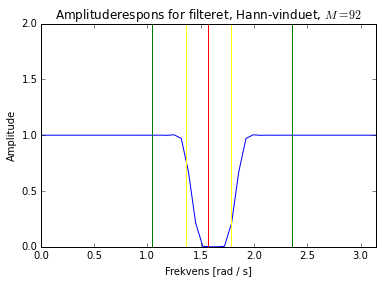 Amplituderespons for filteret, Hann-vinduet, M=92
2.0
1.5
Amplitude
1.0
0.5
0.0
0.0 0.5 1.0 1.5 2.0 2.5 3.0
Frekvens [rad / s]